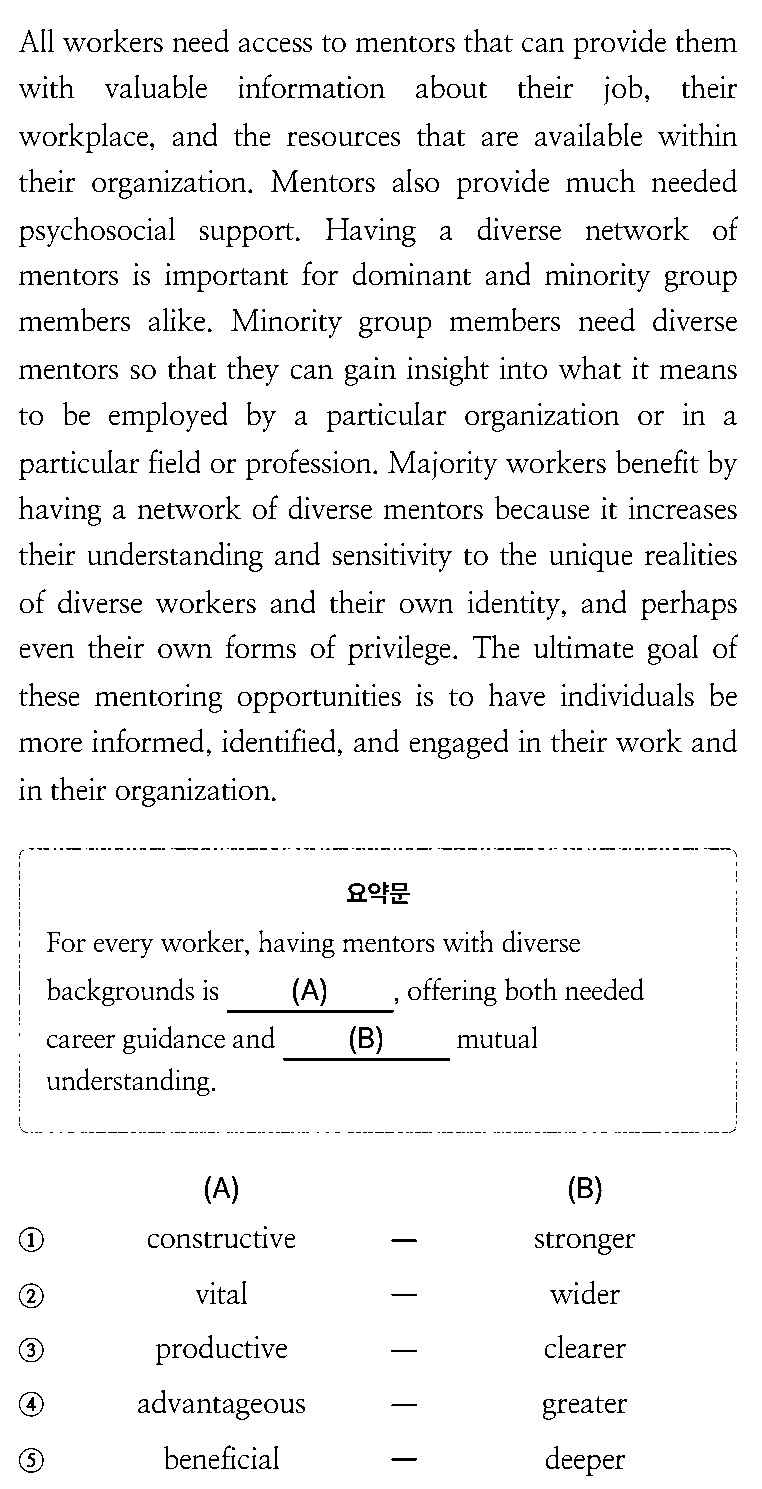 All workers need access to mentors that can provide them
with valuable information about their job, their
workplace, and the resources that are available within
their organization. Mentors also provide much needed
psychosocial support. Having a diverse network of
mentors is important for dominant and minority group
members alike. Minority group members need diverse
mentors so that they can gain insight into what it means
to be employed by a particular organization or in a
particular field or profession. Majority workers benefit by
having a network of diverse mentors because it increases
their understanding and sensitivity to the unique realities
of diverse workers and their own identity, and perhaps
even their own forms of privilege. The ultimate goal of
these mentoring opportunities is to have individuals be
more informed, identified, and engaged in their work and
in their organization.
요약문
For every worker, having mentors with diverse
backgrounds is (A) , offering both needed
career guidance and (B) mutual
understanding.
(A) (B)
① constructive — stronger
② vital — wider
③ productive — clearer
④ advantageous — greater
⑤ beneficial — deeper